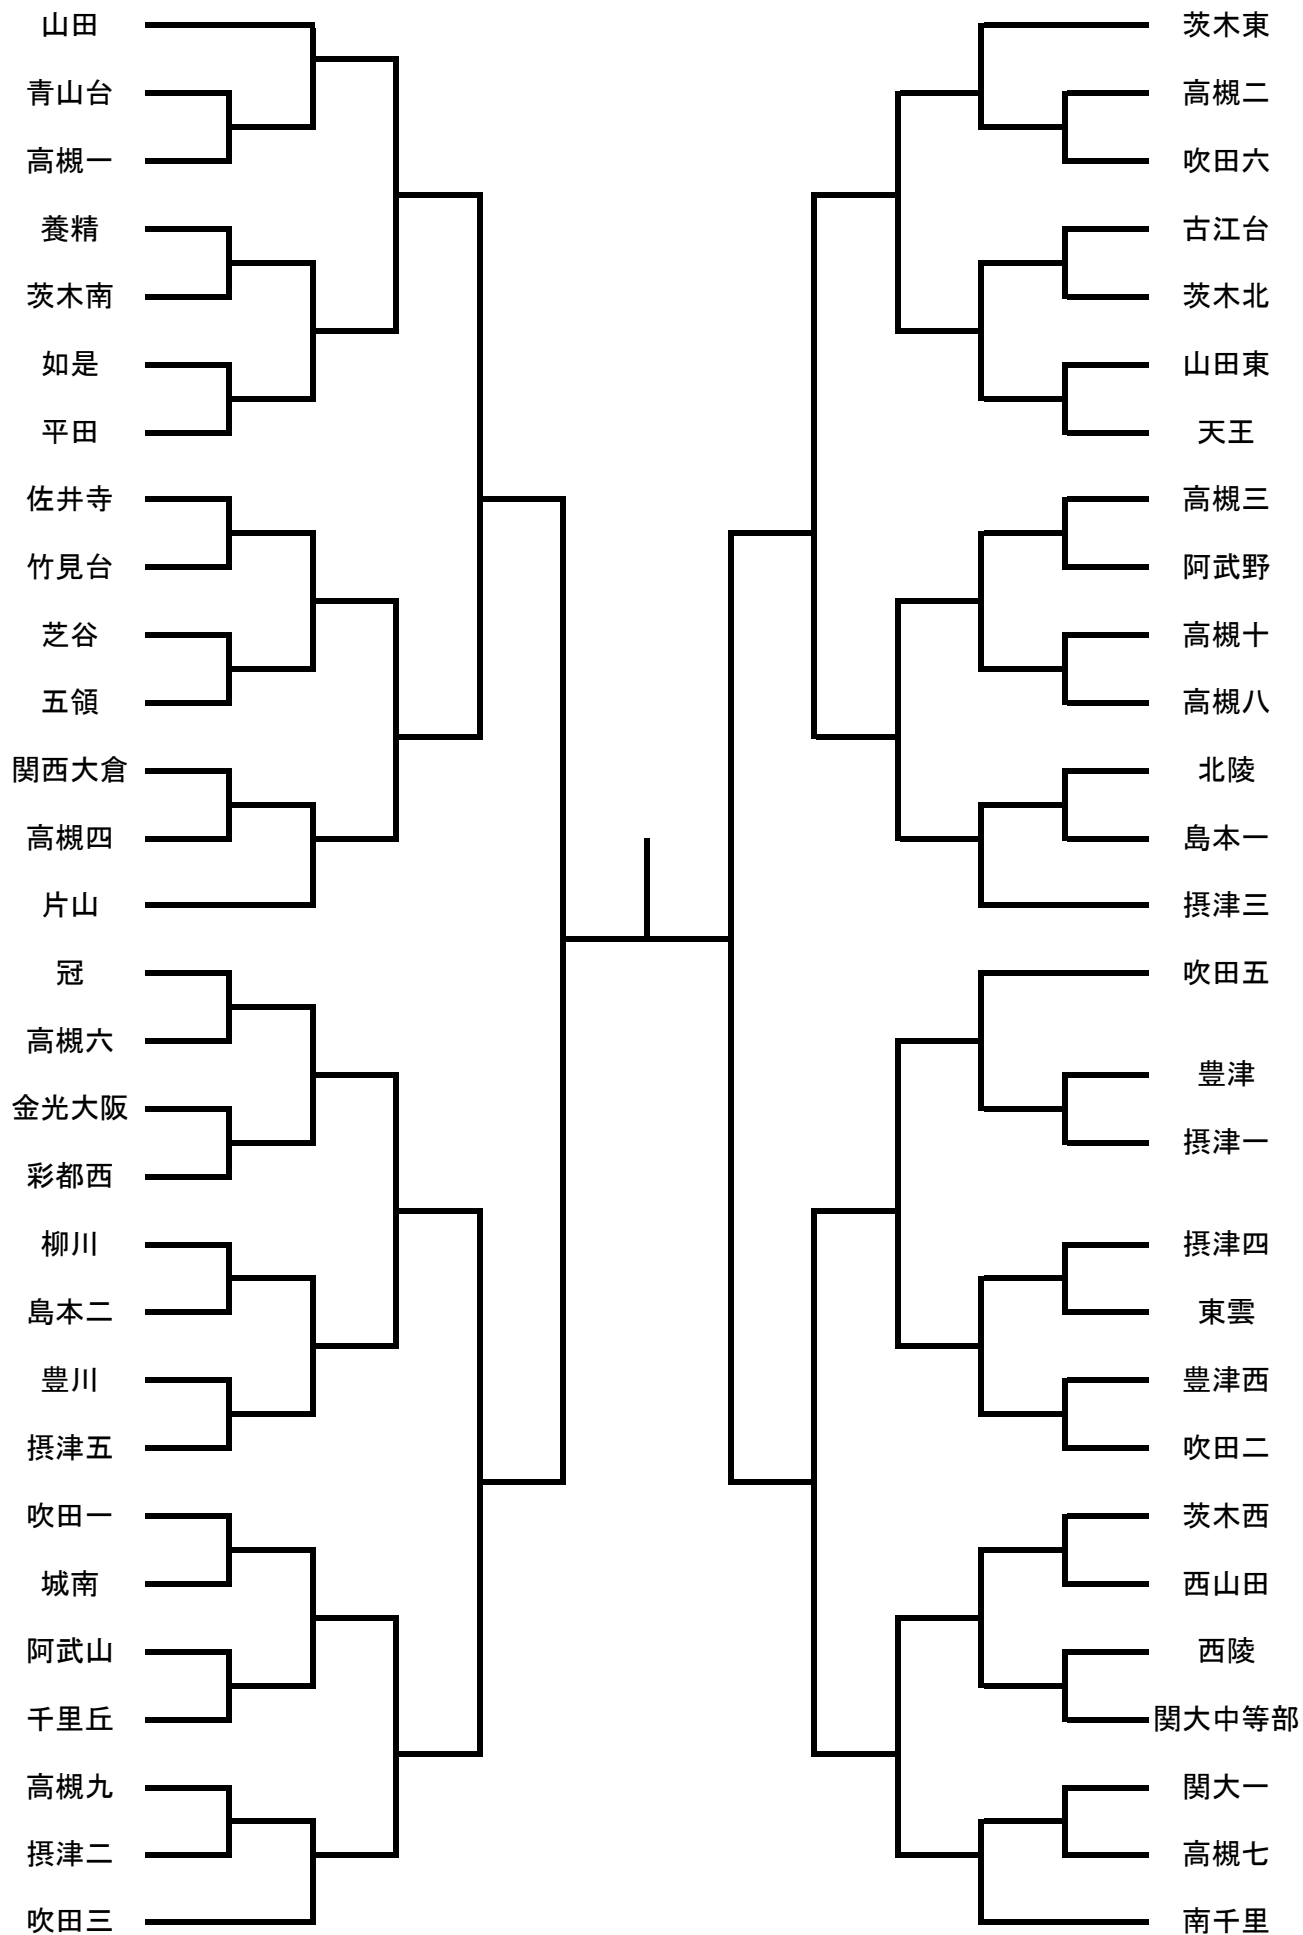 山田
青山台
高槻一
養精
茨木南
如是
平田
佐井寺
竹見台
芝谷
五領
関西大倉
高槻四
片山
冠
高槻六
金光大阪
彩都西
柳川
島本二
豊川
摂津五
吹田一
城南
阿武山
千里丘
高槻九
摂津二
吹田三
茨木東
高槻二
吹田六
古江台
茨木北
山田東
天王
高槻三
阿武野
高槻十
高槻八
北陵
島本一
摂津三
吹田五
豊津
摂津一
摂津四
東雲
豊津西
吹田二
茨木西
西山田
西陵
関大中等部
関大一
高槻七
南千里